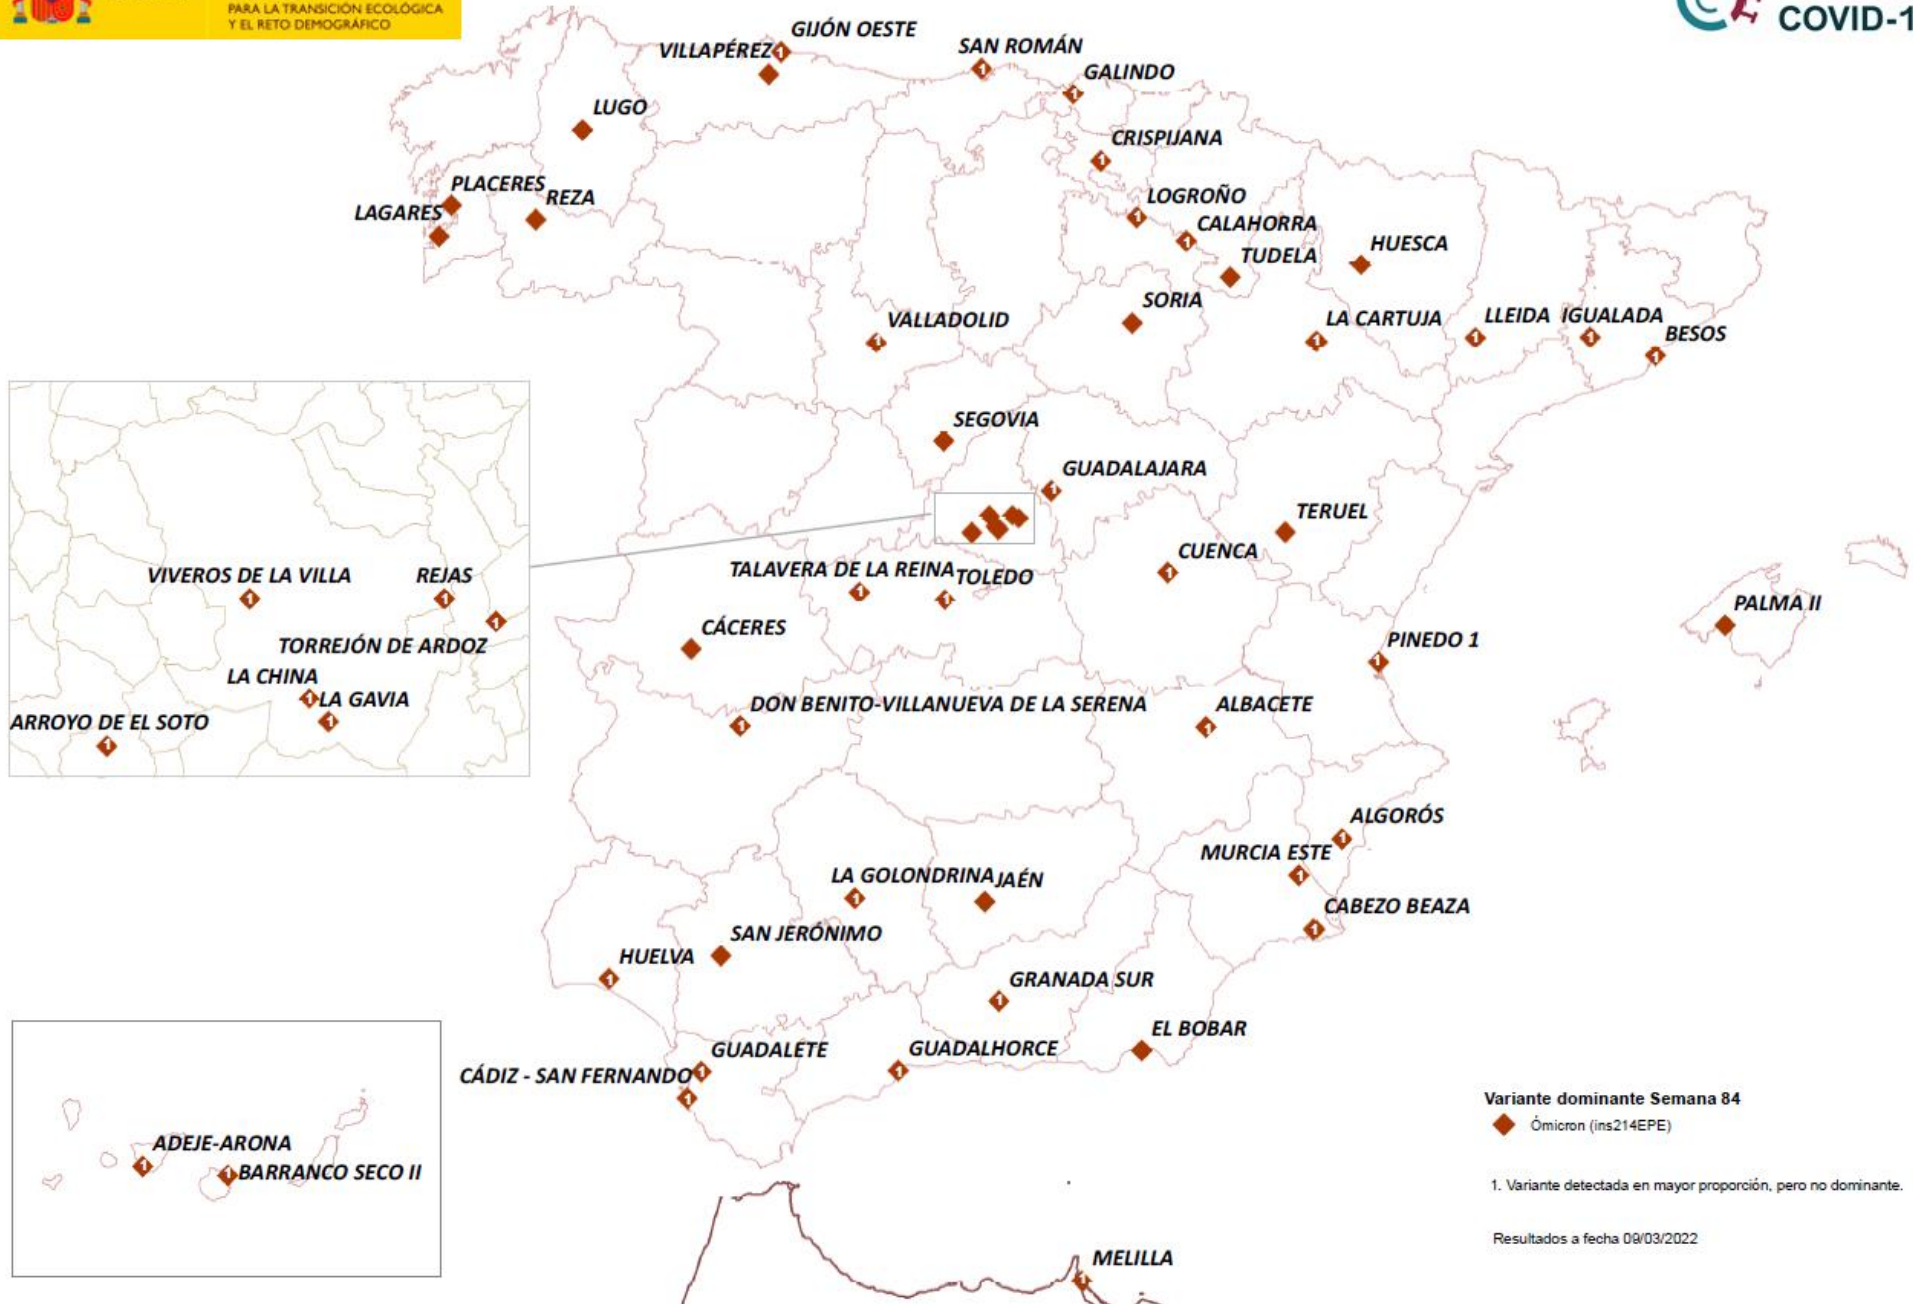 PARA LA TRANSICIÓN ECOLÓGICA
Y EL RETO DEMOGRÁFICO
COVID-1
GIJÓN OESTE
VILLAPÉREZ
SAN ROMÁN
GALINDO
LUGO
CRISPIJANA
PLACERES
REZA
LAGARES
LOGROÑO
CALAHORRA
TUDELA
HUESCA
SORIA
VALLADOLID
LA CARTUJA
LLEIDA
IGUALADA
BESOS
SEGOVIA
GUADALAJARA
TERUEL
CUENCA
TALAVERA DE LA REINA
TOLEDO
VIVEROS DE LA VILLA
REJAS
TORREJÓN DE ARDOZ
LA CHINA
LA GAVIA
ARROYO DE EL SOTO
CÁCERES
PALMA II
PINEDO 1
DON BENITO-VILLANUEVA DE LA SERENA
ALBACETE
ALGORÓS
MURCIA ESTE
LA GOLONDRINA
JAÉN
CABEZO BEAZA
SAN JERÓNIMO
HUELVA
GRANADA SUR
EL BOBAR
GUADALETE
GUADALHORCE
CÁDIZ - SAN FERNANDO
ADEJE-ARONA
BARRANCO SECO II
MELILLA
Variante dominante Semana 84
Ómicron (ins214EPE)
1. Variante detectada en mayor proporción, pero no dominante.
Resultados a fecha 09/03/2022